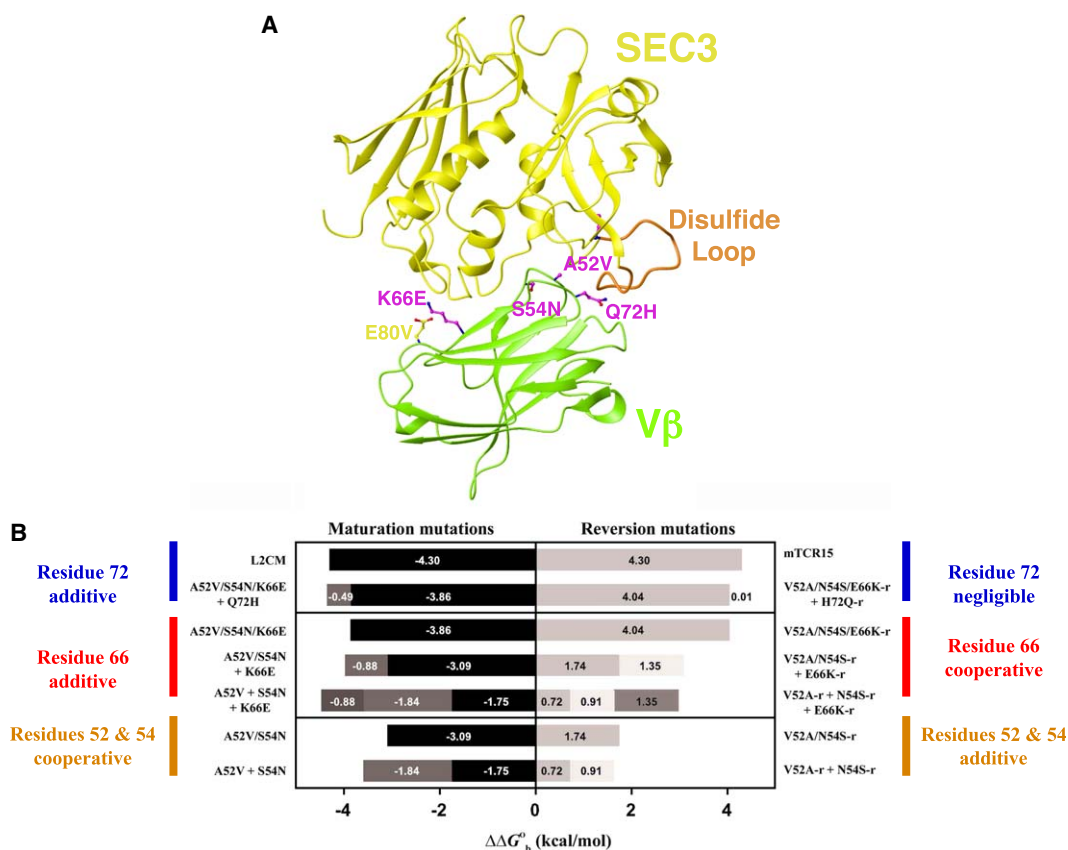 A
SEC3
Disulfide
Loop
A52V
K66E
S54N
Q72H
E80V
Vβ
B
Maturation mutations
Reversion mutations
Residue 72
additive
L2CM
-4.30
4.30
mTCR15
Residue 72
negligible
A52V/S54N/K66E
+ Q72H
-0.49
-3.86
4.04
0.01
V52A/N54S/E66K-r
+ H72Q-r
Residue 66
additive
A52V/S54N/K66E
-3.86
4.04
V52A/N54S/E66K-r
Residue 66
cooperative
A52V/S54N
+ K66E
-0.88
-3.09
1.74
1.35
V52A/N54S-r
+ E66K-r
A52V + S54N
+ K66E
-0.88
-1.84
-1.75
0.72
0.91
1.35
V52A-r + N54S-r
+ E66K-r
Residues 52 & 54
cooperative
A52V/S54N
-3.09
1.74
V52A/N54S-r
Residues 52 & 54
additive
A52V + S54N
-1.84
-1.75
0.72
0.91
V52A-r + N54S-r
-4
-2
0
2
4
ΔΔG°b (kcal/mol)